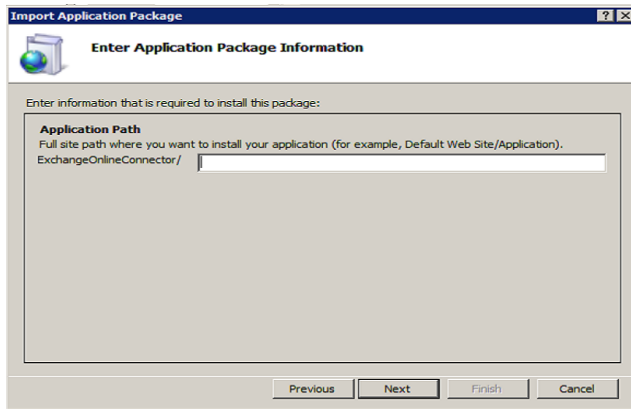 Import Application Package
Enter Application Package Information
Enter information that is required to install this package:
Application Path
Full site path where you want to install your application (for example, Default Web Site/Application).
ExchangeOnlineConnector/
Previous Next Finish Cancel